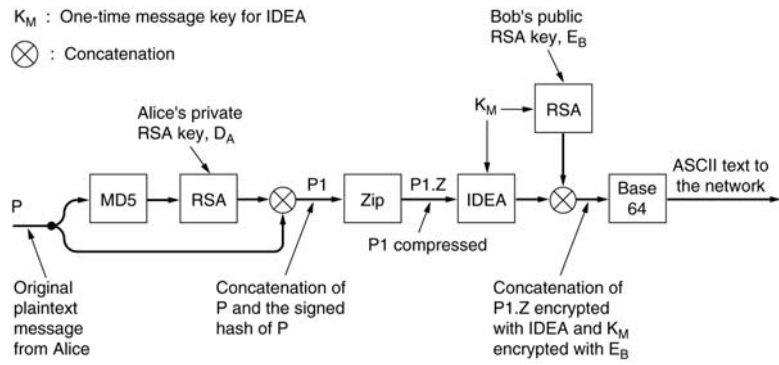 K_M : One-time message key for IDEA
: Concatenation
Bob's public
RSA key, E_B
Alice's private
RSA key, D_A
K_M
RSA
ASCII text to
the network
P
MD5
RSA
P1
Zip
P1.Z
IDEA
Base
64
P1 compressed
Original
plaintext
message
from Alice
Concatenation of
P and the signed
hash of P
Concatenation of
P1.Z encrypted
with IDEA and K_M
encrypted with E_B